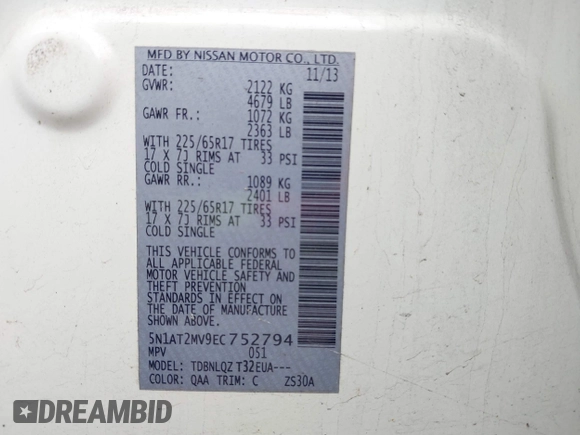 MFD BY NISSAN MOTOR CO., LTD.
DATE: 11/13
GVWR: 2122 KG
4679 LB
GAWR FR.: 1072 KG
2363 LB
WITH 225/65R17 TIRES
17 X 7J RIMS AT 33 PSI
COLD SINGLE
GAWR RR.: 1089 KG
2401 LB
WITH 225/65R17 TIRES
17 X 7J RIMS AT 33 PSI
COLD SINGLE
THIS VEHICLE CONFORMS TO
ALL APPLICABLE FEDERAL
MOTOR VEHICLE SAFETY AND
THEFT PREVENTION
STANDARDS IN EFFECT ON
THE DATE OF MANUFACTURE
SHOWN ABOVE.
5N1AT2MV9EC752794
MPV 051
MODEL: TDBNLQZ T32EUA---
COLOR: QAA TRIM: C ZS30A
DREAMBID